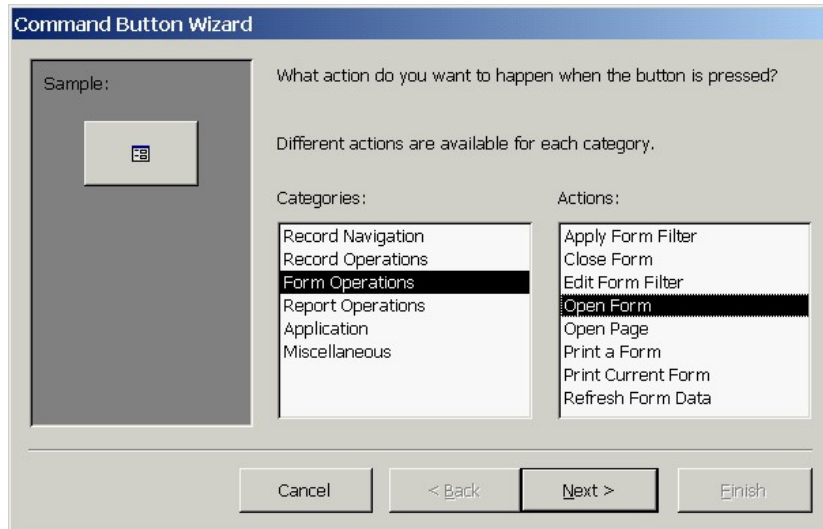 Command Button Wizard
Sample:
What action do you want to happen when the button is pressed?
Different actions are available for each category.
Categories:
Record Navigation
Record Operations
Form Operations
Report Operations
Application
Miscellaneous
Actions:
Apply Form Filter
Close Form
Edit Form Filter
Open Form
Open Page
Print a Form
Print Current Form
Refresh Form Data
Cancel
< Back
Next >
Finish